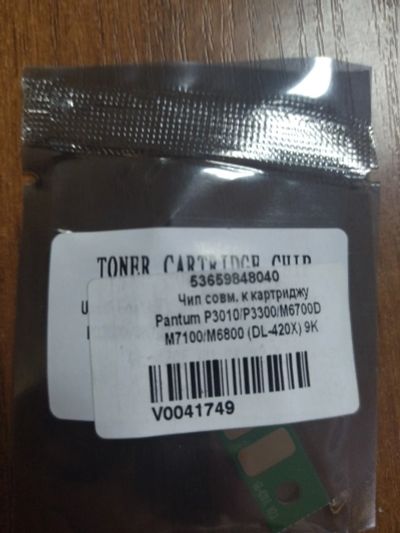 TONER CARTRIDGE CHIP
53659848040
Чип совм. к картриджу
Pantum P3010/P3300/M6700D
M7100/M6800 (DL-420X) 9K
V0041749